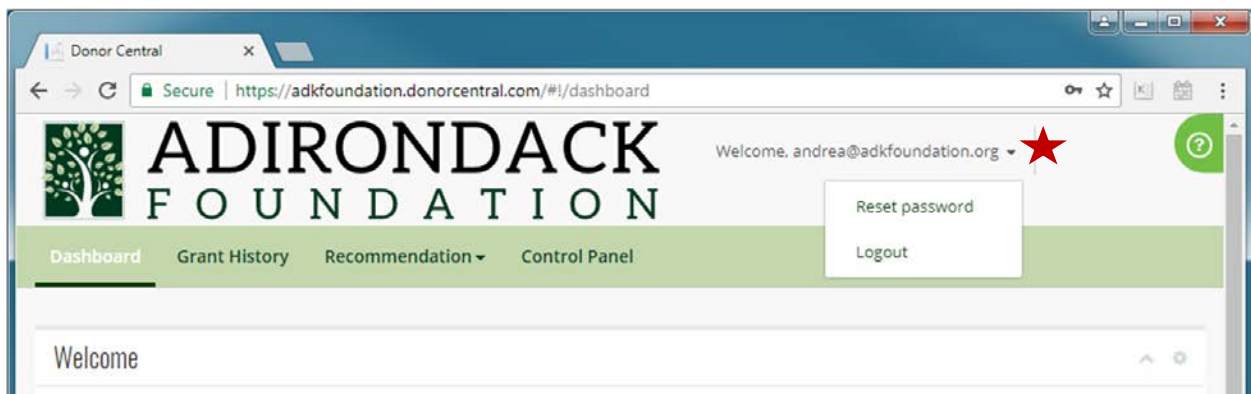 Donor Central
Secure | https://adkfoundation.donorcentral.com/#!/dashboard
ADIRONDACK
FOUNDATION
Welcome, andrea@adkfoundation.org
Reset password
Logout
Dashboard Grant History Recommendation Control Panel
Welcome